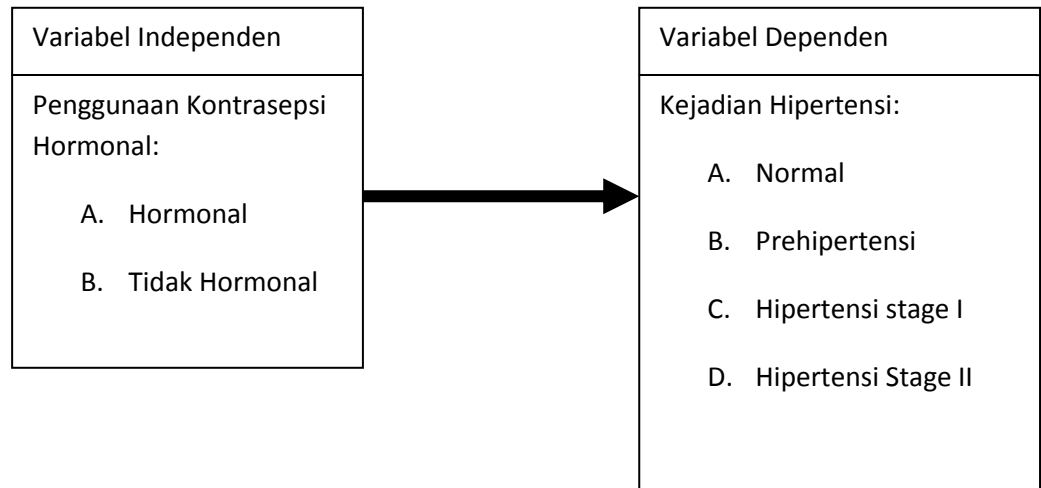 Variabel Independen
Penggunaan Kontrasepsi
Hormonal:
A. Hormonal
B. Tidak Hormonal
Variabel Dependen
Kejadian Hipertensi:
A. Normal
B. Prehipertensi
C. Hipertensi stage I
D. Hipertensi Stage II